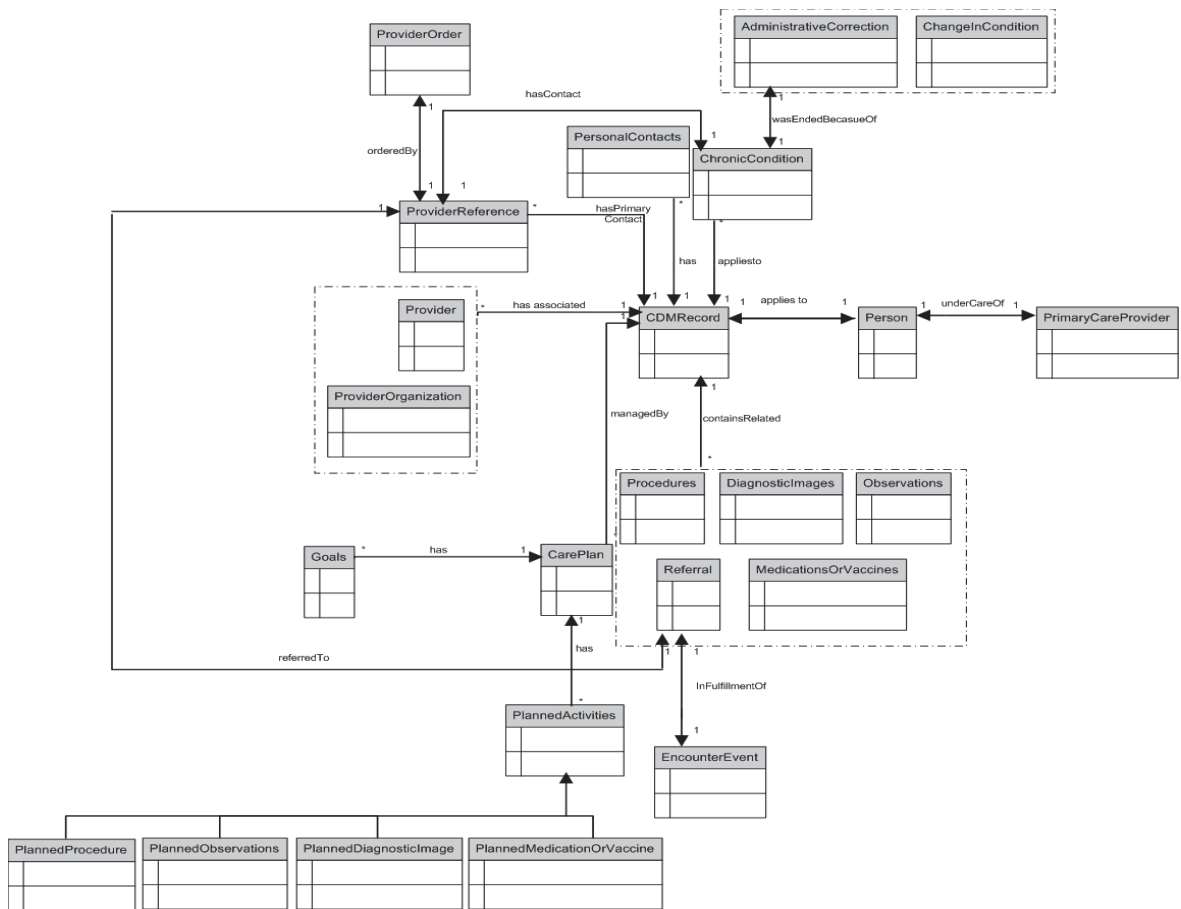 AdministrativeCorrection
ChangeInCondition
ProviderOrder
hasContact
1
1
wasEndedBecasueOf
PersonalContacts
1
1
ChronicCondition
orderedBy
1
1
1
ProviderReference
*
hasPrimary
Contact
*
*
has
appliesto
Provider
*
has associated
1
1
1
1
1
CDMRecord
1
applies to
1
Person
1
underCareOf
1
PrimaryCareProvider
ProviderOrganization
managedBy
1
containsRelated
*
Procedures
DiagnosticImages
Observations
Goals
*
has
1
CarePlan
*
Referral
MedicationsOrVaccines
1
has
referredTo
1
1
InFulfillmentOf
*
PlannedActivities
1
EncounterEvent
PlannedProcedure
PlannedObservations
PlannedDiagnosticImage
PlannedMedicationOrVaccine